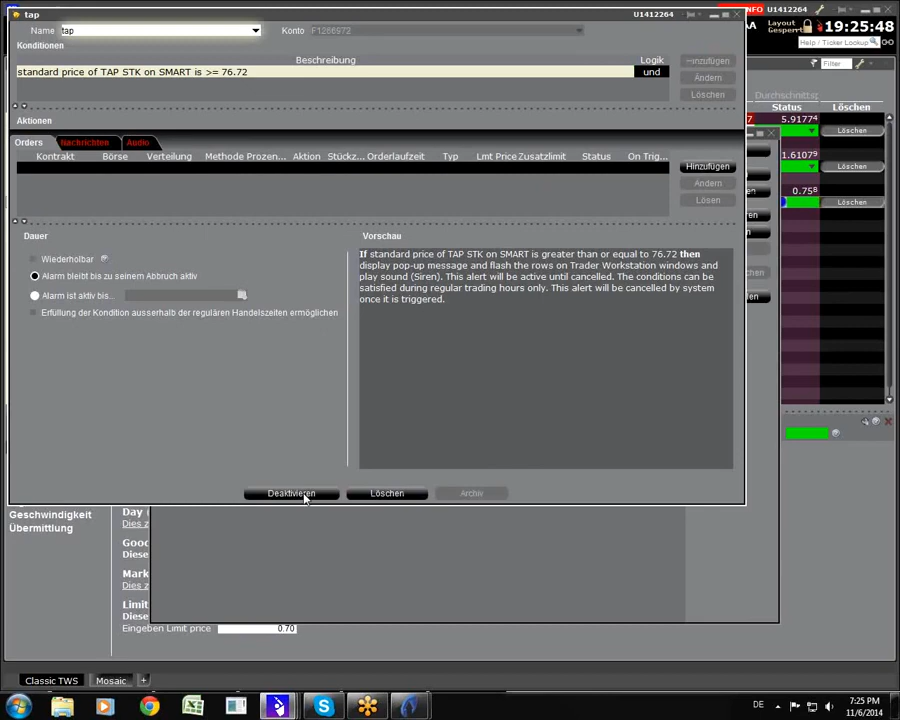 tap
U1412264
INFO U1412264
Name tap
Konto F1266972
Layout Gesperrt
19:25:48
Help / Ticker Lookup
Konditionen
Beschreibung Logik
Hinzufügen
Filter
standard price of TAP STK on SMART is >= 76.72 und
Ändern
Löschen
Durchschnittsp
Status 5.91774 Löschen
Aktionen
Löschen
Orders Nachrichten Audio
1.61079
Kontrakt Börse Verteilung Methode Prozen... Aktion Stückz... Orderlaufzeit Typ Lmt Price Zusatzlimit Status On Trig...
Hinzufügen
Löschen
Ändern
0.758
Lösen
Löschen
Dauer
Vorschau
Wiederholbar
Alarm bleibt bis zu seinem Abbruch aktiv
Alarm ist aktiv bis...
Erfüllung der Kondition ausserhalb der regulären Handelszeiten ermöglichen
If standard price of TAP STK on SMART is greater than or equal to 76.72 then
display pop-up message and flash the rows on Trader Workstation windows and
play sound (Siren). This alert will be active until cancelled. The conditions can be
satisfied during regular trading hours only. This alert will be cancelled by system
once it is triggered.
Deaktivieren Löschen Archiv
Geschwindigkeit
Übermittlung
Day
Dies z
Good
Diese
Mark
Dies z
Limit
Diese
Eingeben Limit price 0.70
Classic TWS Mosaic +
DE
7:25 PM
11/6/2014